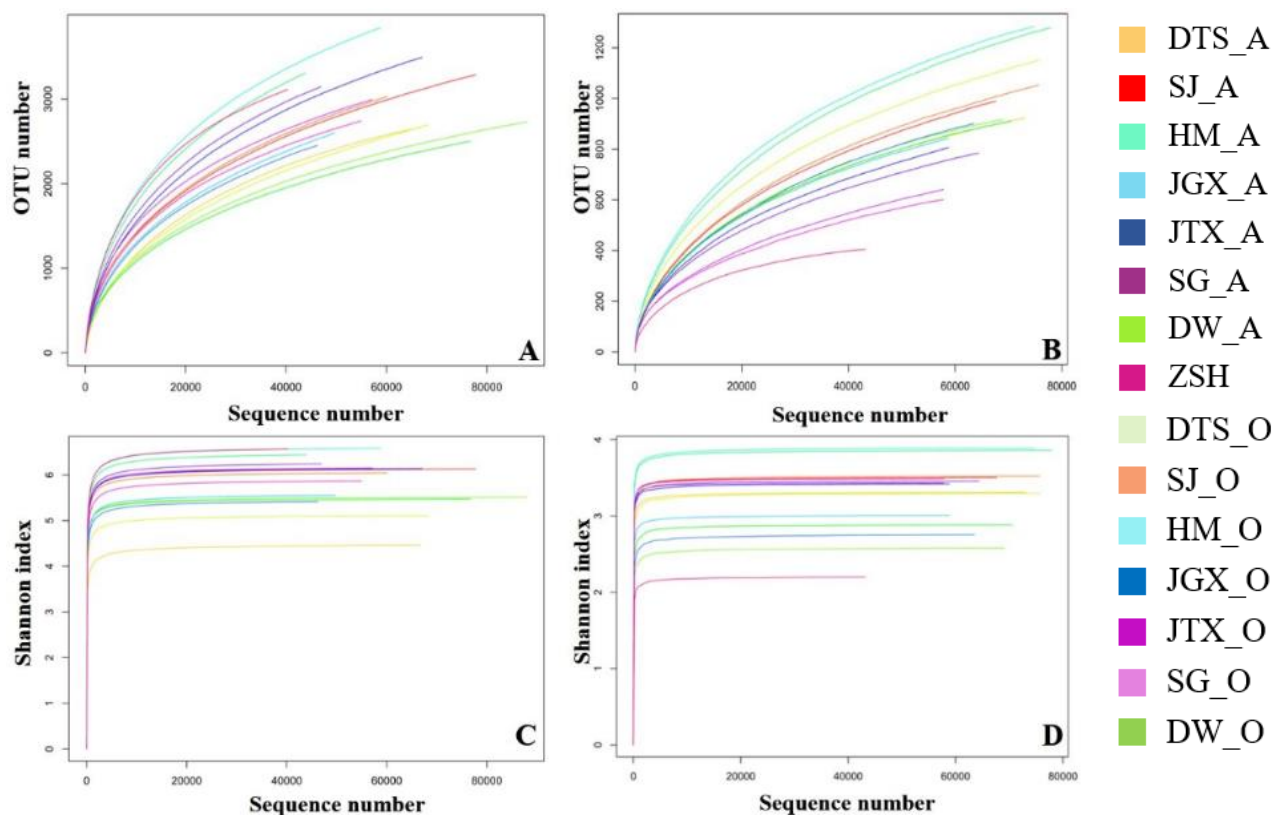 OTU number
0 1000 2000 3000
0 20000 40000 60000 80000
Sequence number
A
OTU number
0 200 400 600 800 1000 1200
0 20000 40000 60000 80000
Sequence number
B
Shannon index
0 1 2 3 4 5 6
0 20000 40000 60000 80000
Sequence number
C
Shannon index
0 1 2 3 4
0 20000 40000 60000 80000
Sequence number
D
DTS_A
SJ_A
HM_A
JGX_A
JTX_A
SG_A
DW_A
ZSH
DTS_O
SJ_O
HM_O
JGX_O
JTX_O
SG_O
DW_O